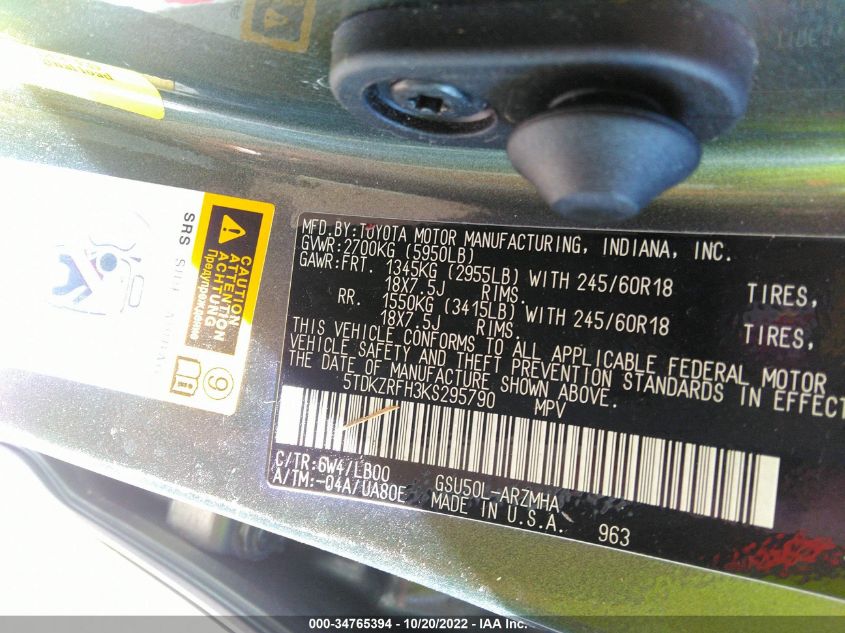 MFD.BY:TOYOTA MOTOR MANUFACTURING, INDIANA, INC.
GVWR:2700KG (5950LB)
GAWR:FRT. 1345KG (2955LB) WITH 245/60R18 TIRES,
18X7.5J RIMS.
RR. 1550KG (3415LB) WITH 245/60R18 TIRES,
18X7.5J RIMS.
THIS VEHICLE CONFORMS TO ALL APPLICABLE FEDERAL MOTOR
VEHICLE SAFETY AND THEFT PREVENTION STANDARDS IN EFFECT
THE DATE OF MANUFACTURE SHOWN ABOVE.
5TDKZRFH3KS295790 MPV
C/TR:6W4/LB00 GSU50L-ARZMHA
A/TM:-04A/UA80E MADE IN U.S.A. 963
CAUTION
ATTENTION
ACHTUNG
Предупреждение
SRS SIDE AIRBAG
000-34765394 - 10/20/2022 - IAA Inc.